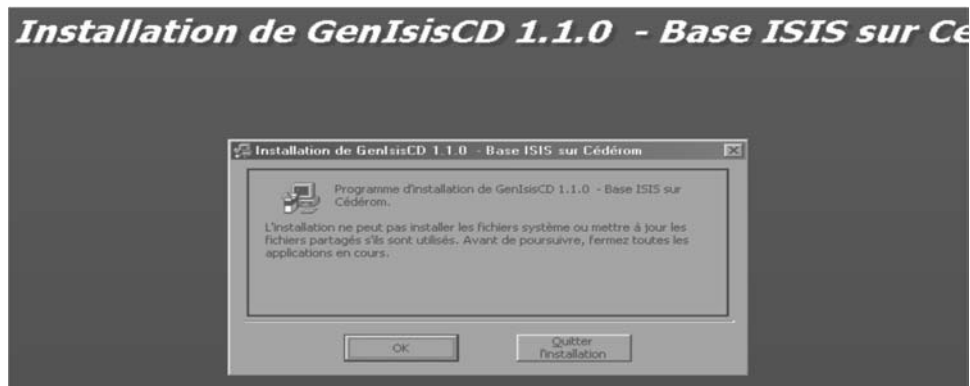 Installation de GenIsisCD 1.1.0 - Base ISIS sur Cé
Installation de GenIsisCD 1.1.0 - Base ISIS sur Cédérom
Programme d'installation de GenIsisCD 1.1.0 - Base ISIS sur
Cédérom.
L'installation ne peut pas installer les fichiers système ou mettre à jour les
fichiers partagés s'ils sont utilisés. Avant de poursuivre, fermez toutes les
applications en cours.
OK
Quitter
l'installation